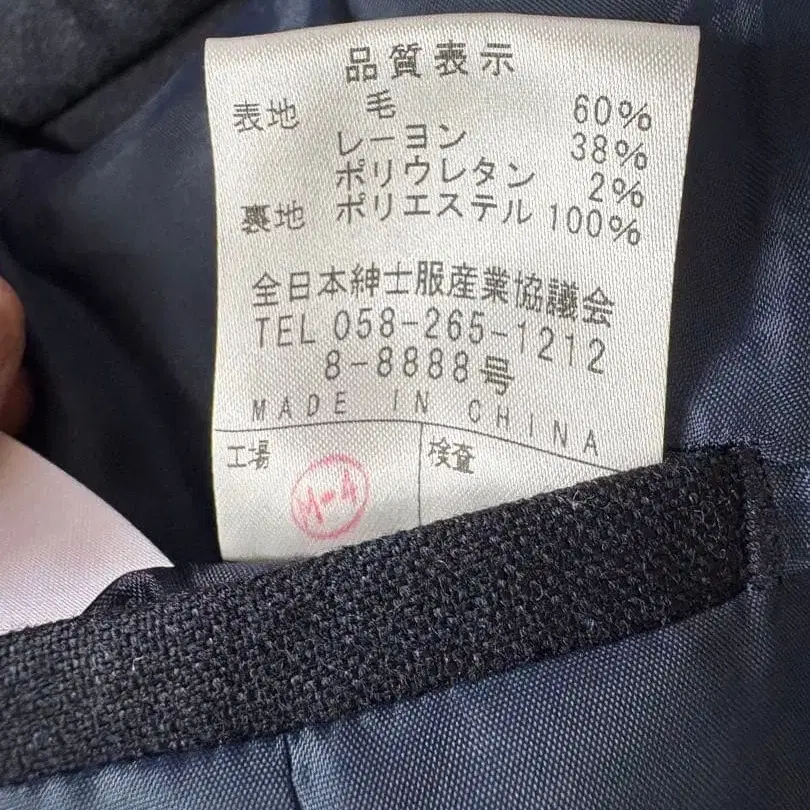 品質表示
表地 毛 60%
レーヨン 38%
ポリウレタン 2%
裏地 ポリエステル 100%
全日本紳士服産業協議会
TEL 058-265-1212
8-8888号
MADE IN CHINA
工場 検査
M-4